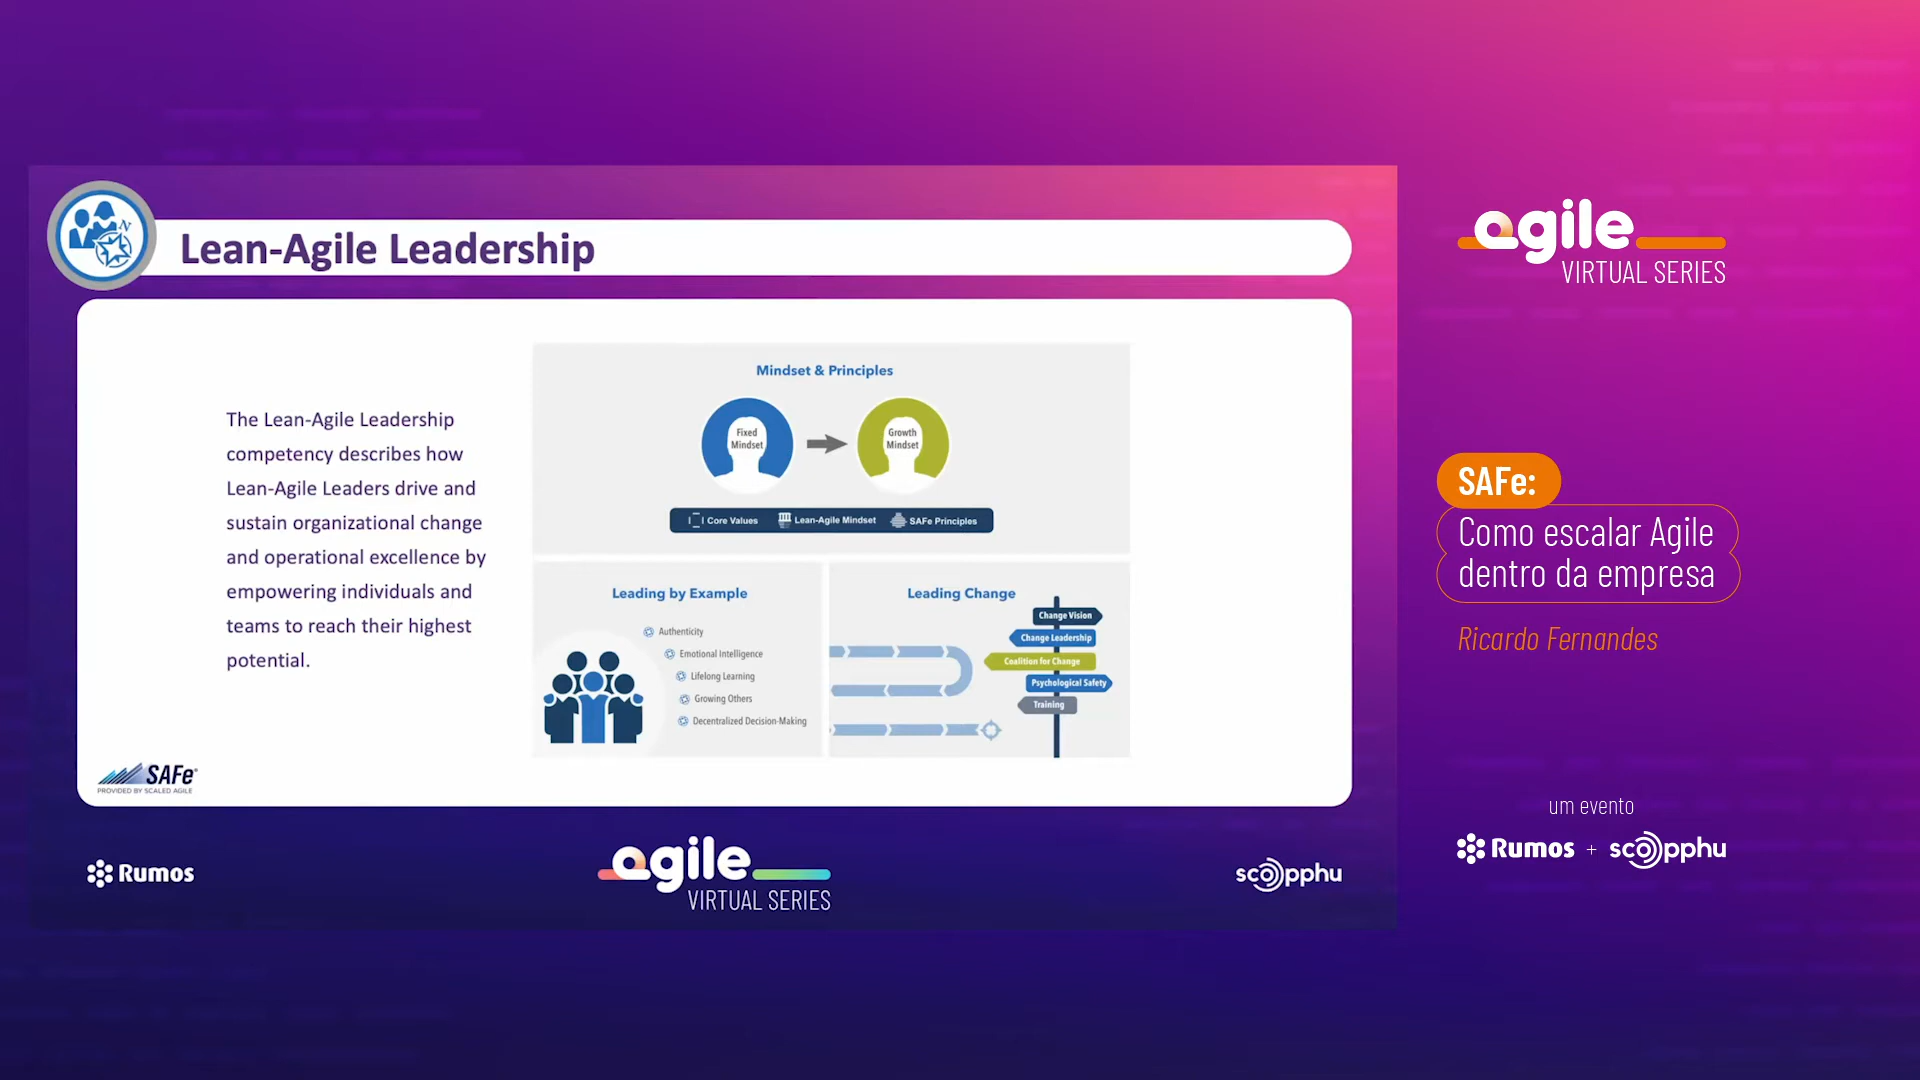 Lean-Agile Leadership
N
The Lean-Agile Leadership
competency describes how
Lean-Agile Leaders drive and
sustain organizational change
and operational excellence by
empowering individuals and
teams to reach their highest
potential.
Mindset & Principles
Fixed
Mindset
Growth
Mindset
Core Values
Lean-Agile Mindset
SAFe Principles
Leading by Example
Authenticity
Emotional Intelligence
Lifelong Learning
Growing Others
Decentralized Decision-Making
Leading Change
Change Vision
Change Leadership
Coalition for Change
Psychological Safety
Training
SAFe®
PROVIDED BY SCALED AGILE
Rumos
agile
VIRTUAL SERIES
scopphu
agile
VIRTUAL SERIES
SAFe:
Como escalar Agile
dentro da empresa
Ricardo Fernandes
um evento
Rumos + scopphu